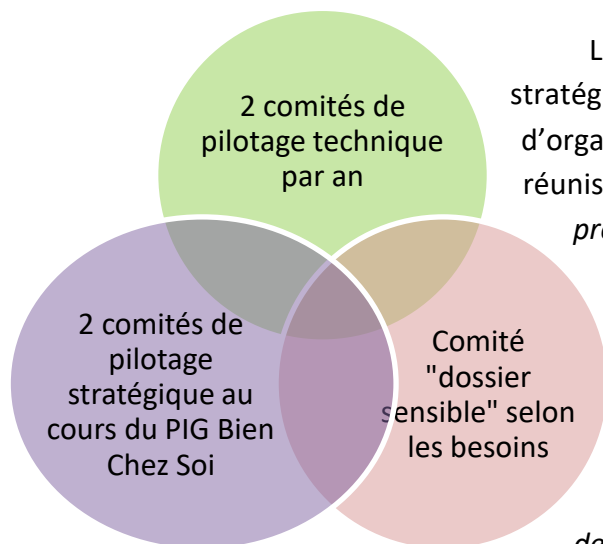 2 comités de
pilotage technique
par an
2 comités de
pilotage
stratégique au
cours du PIG Bien
Chez Soi
Comité
"dossier
sensible" selon
les besoins